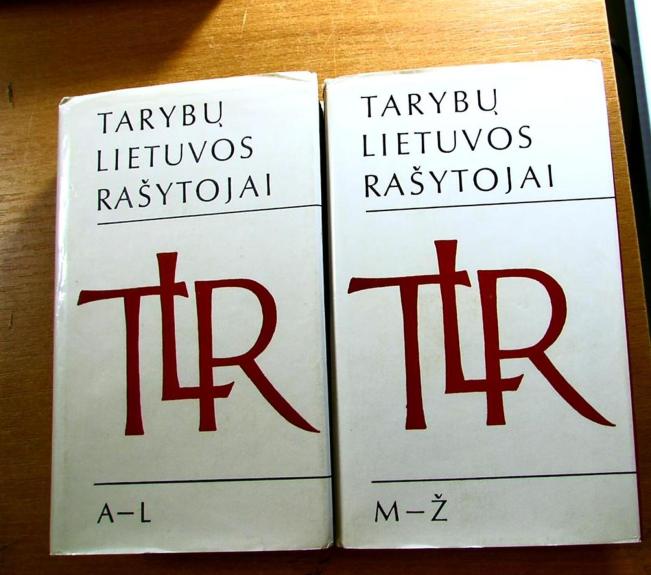 TARYBŲ
LIETUVOS
RAŠYTOJAI
TLR
A–L
TARYBŲ
LIETUVOS
RAŠYTOJAI
TLR
M–Ž